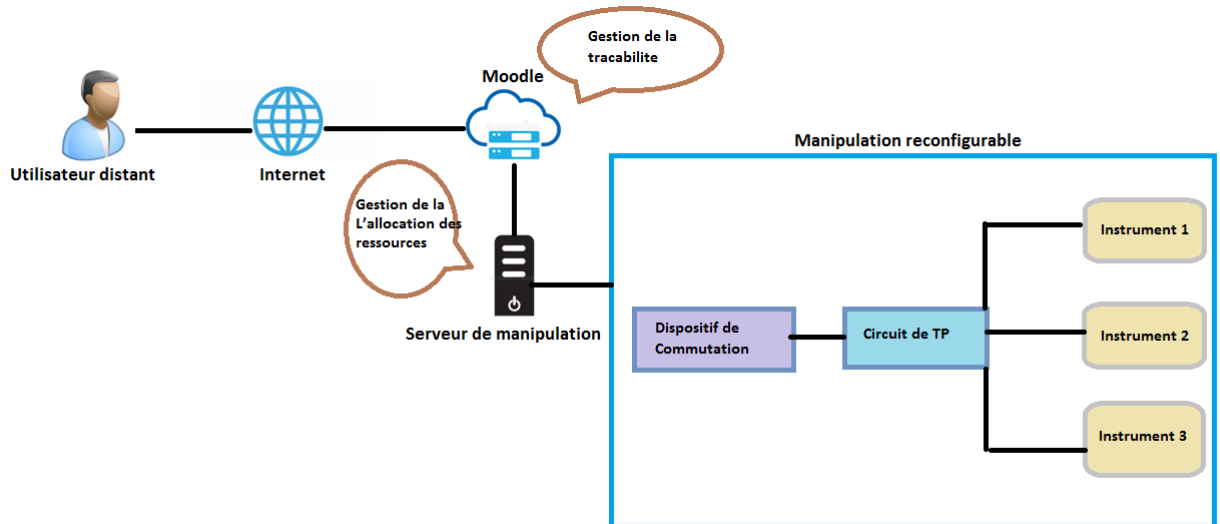 Gestion de la
tracabilite
Moodle
Utilisateur distant
Internet
Gestion de la
L'allocation des
ressources
Serveur de manipulation
Manipulation reconfigurable
Dispositif de
Commutation
Circuit de TP
Instrument 1
Instrument 2
Instrument 3